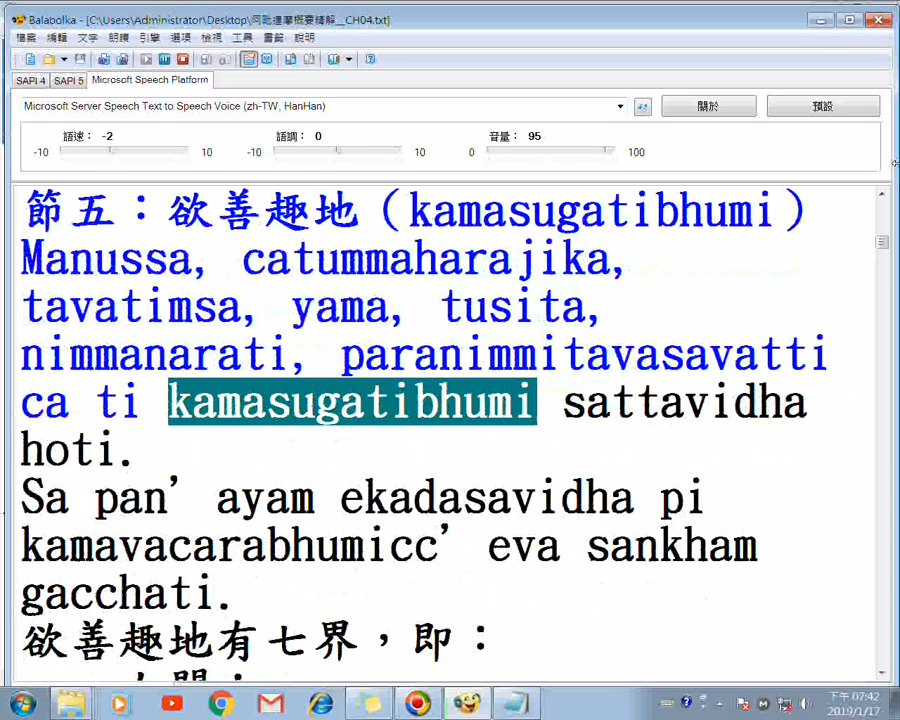 Balabolka - [C:\Users\Administrator\Desktop\阿毗達摩概要精解__CH04.txt]
檔案 編輯 文字 朗讀 引擎 選項 檢視 工具 書籤 說明
SAPI 4 SAPI 5 Microsoft Speech Platform
Microsoft Server Speech Text to Speech Voice (zh-TW, HanHan) 關於 預設
語速： -2 語調： 0 音量： 95
-10 10 -10 10 0 100
節五：欲善趣地（kamasugatibhumi）
Manussa, catummaharajika,
tavatimsa, yama, tusita,
nimmanarati, paranimmitavasavatti
ca ti kamasugatibhumi sattavidha
hoti.
Sa pan’ ayam ekadasavidha pi
kamavacarabhumicc’ eva sankham
gacchati.
欲善趣地有七界，即：
下午 07:42
2019/1/17